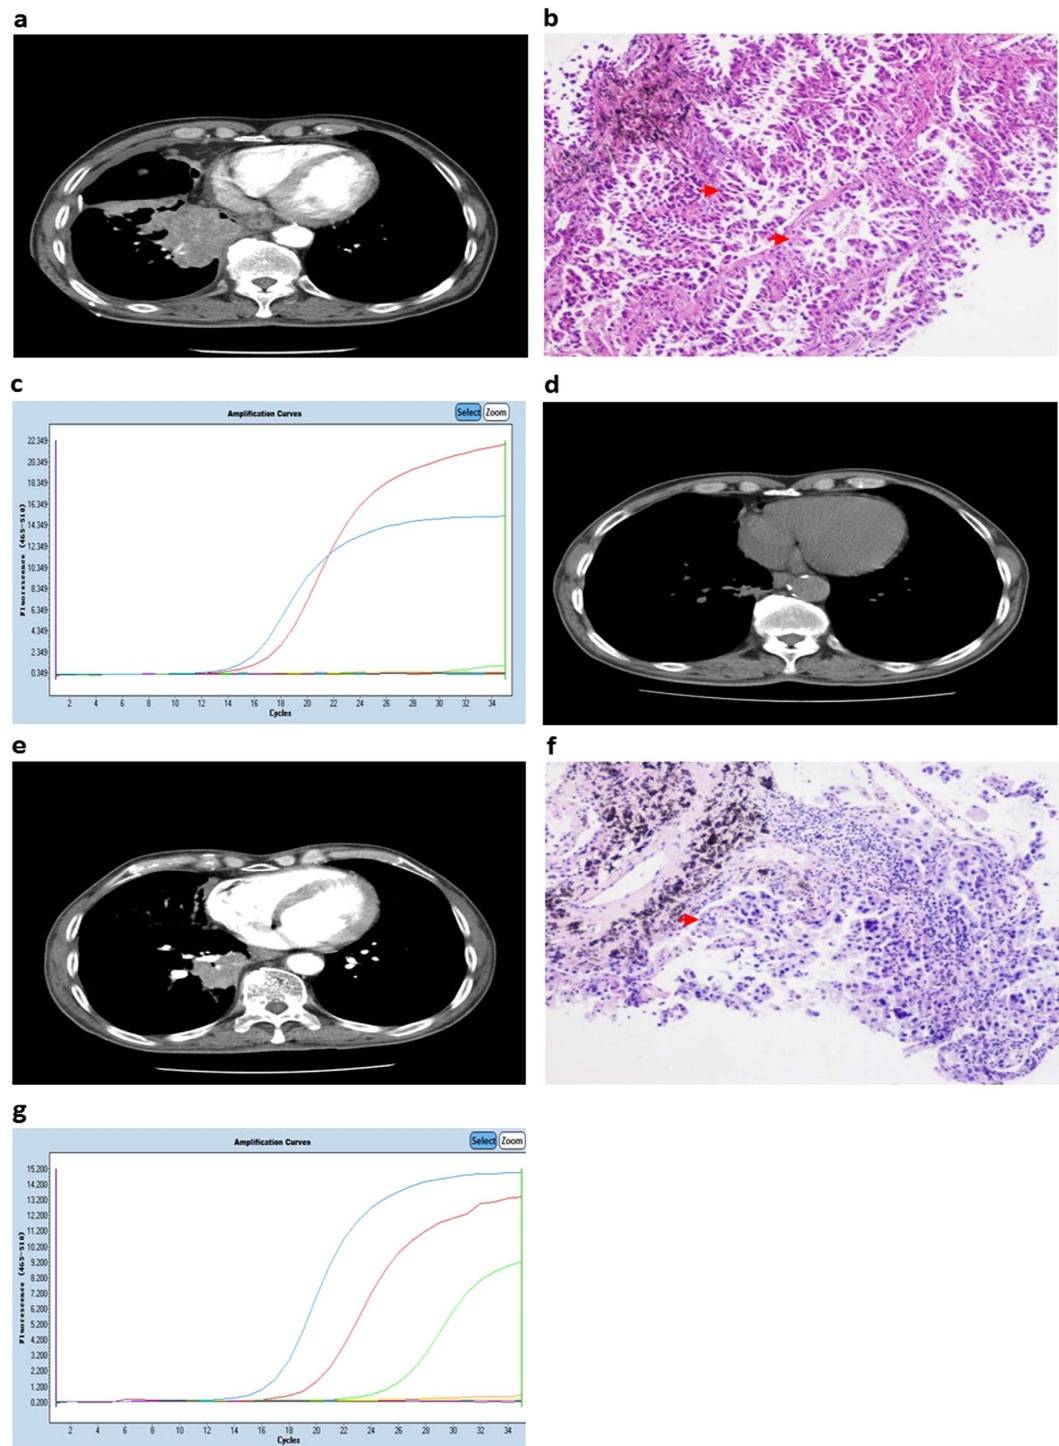 a
b
c
Amplification Curves
Select
Zoom
22.349
20.349
18.349
16.349
14.349
12.349
10.349
8.349
6.349
4.349
2.349
0.349
Fluorescence (465-510)
2 4 6 8 10 12 14 16 18 20 22 24 26 28 30 32 34
Cycles
d
e
f
g
Amplification Curves
Select
Zoom
15.200
14.200
13.200
12.200
11.200
10.200
9.200
8.200
7.200
6.200
5.200
4.200
3.200
2.200
1.200
0.200
Fluorescence (465-510)
2 4 6 8 10 12 14 16 18 20 22 24 26 28 30 32 34
Cycles